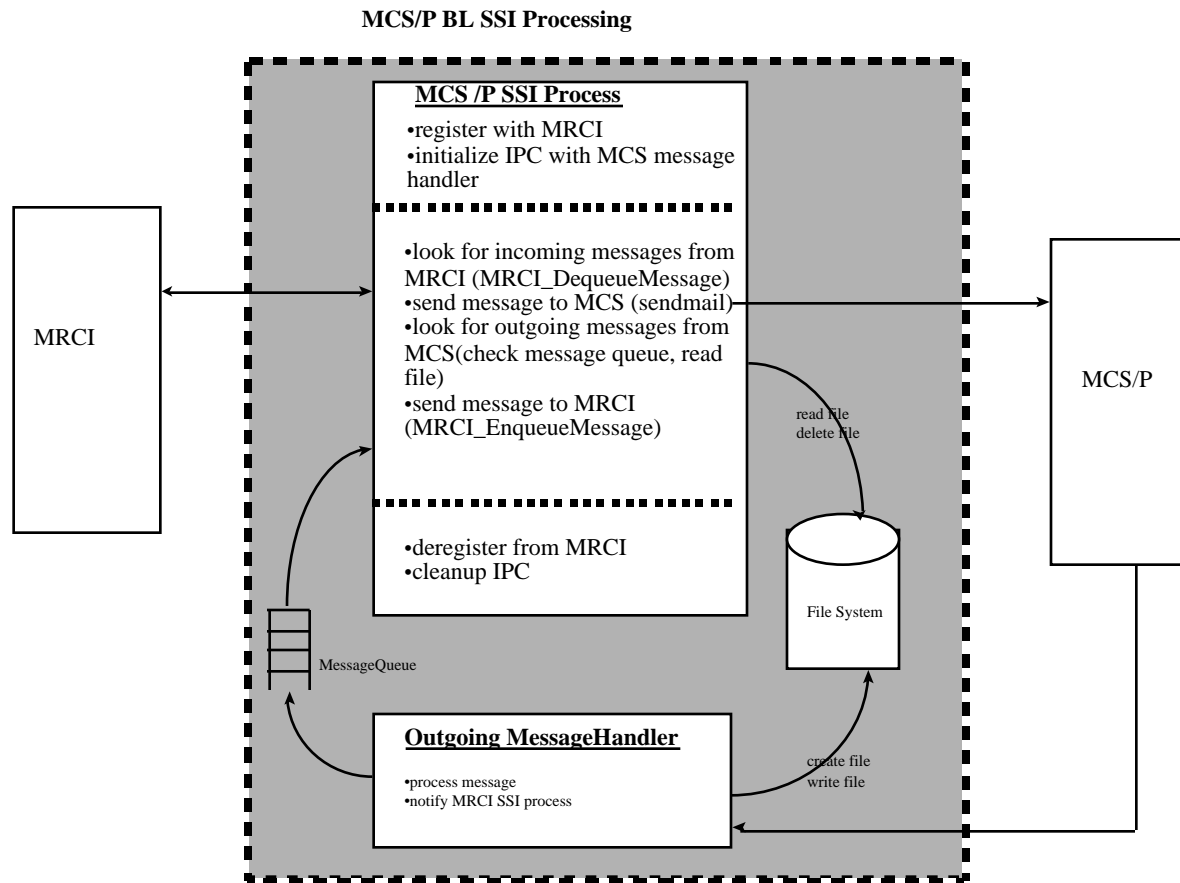 MCS/P BL SSI Processing
MCS /P SSI Process
•register with MRCI
•initialize IPC with MCS message
handler
•look for incoming messages from
MRCI (MRCI_DequeueMessage)
•send message to MCS (sendmail)
•look for outgoing messages from
MCS(check message queue, read
file)
•send message to MRCI
(MRCI_EnqueueMessage)
•deregister from MRCI
•cleanup IPC
MRCI
MCS/P
read file
delete file
File System
MessageQueue
Outgoing MessageHandler
•process message
•notify MRCI SSI process
create file
write file